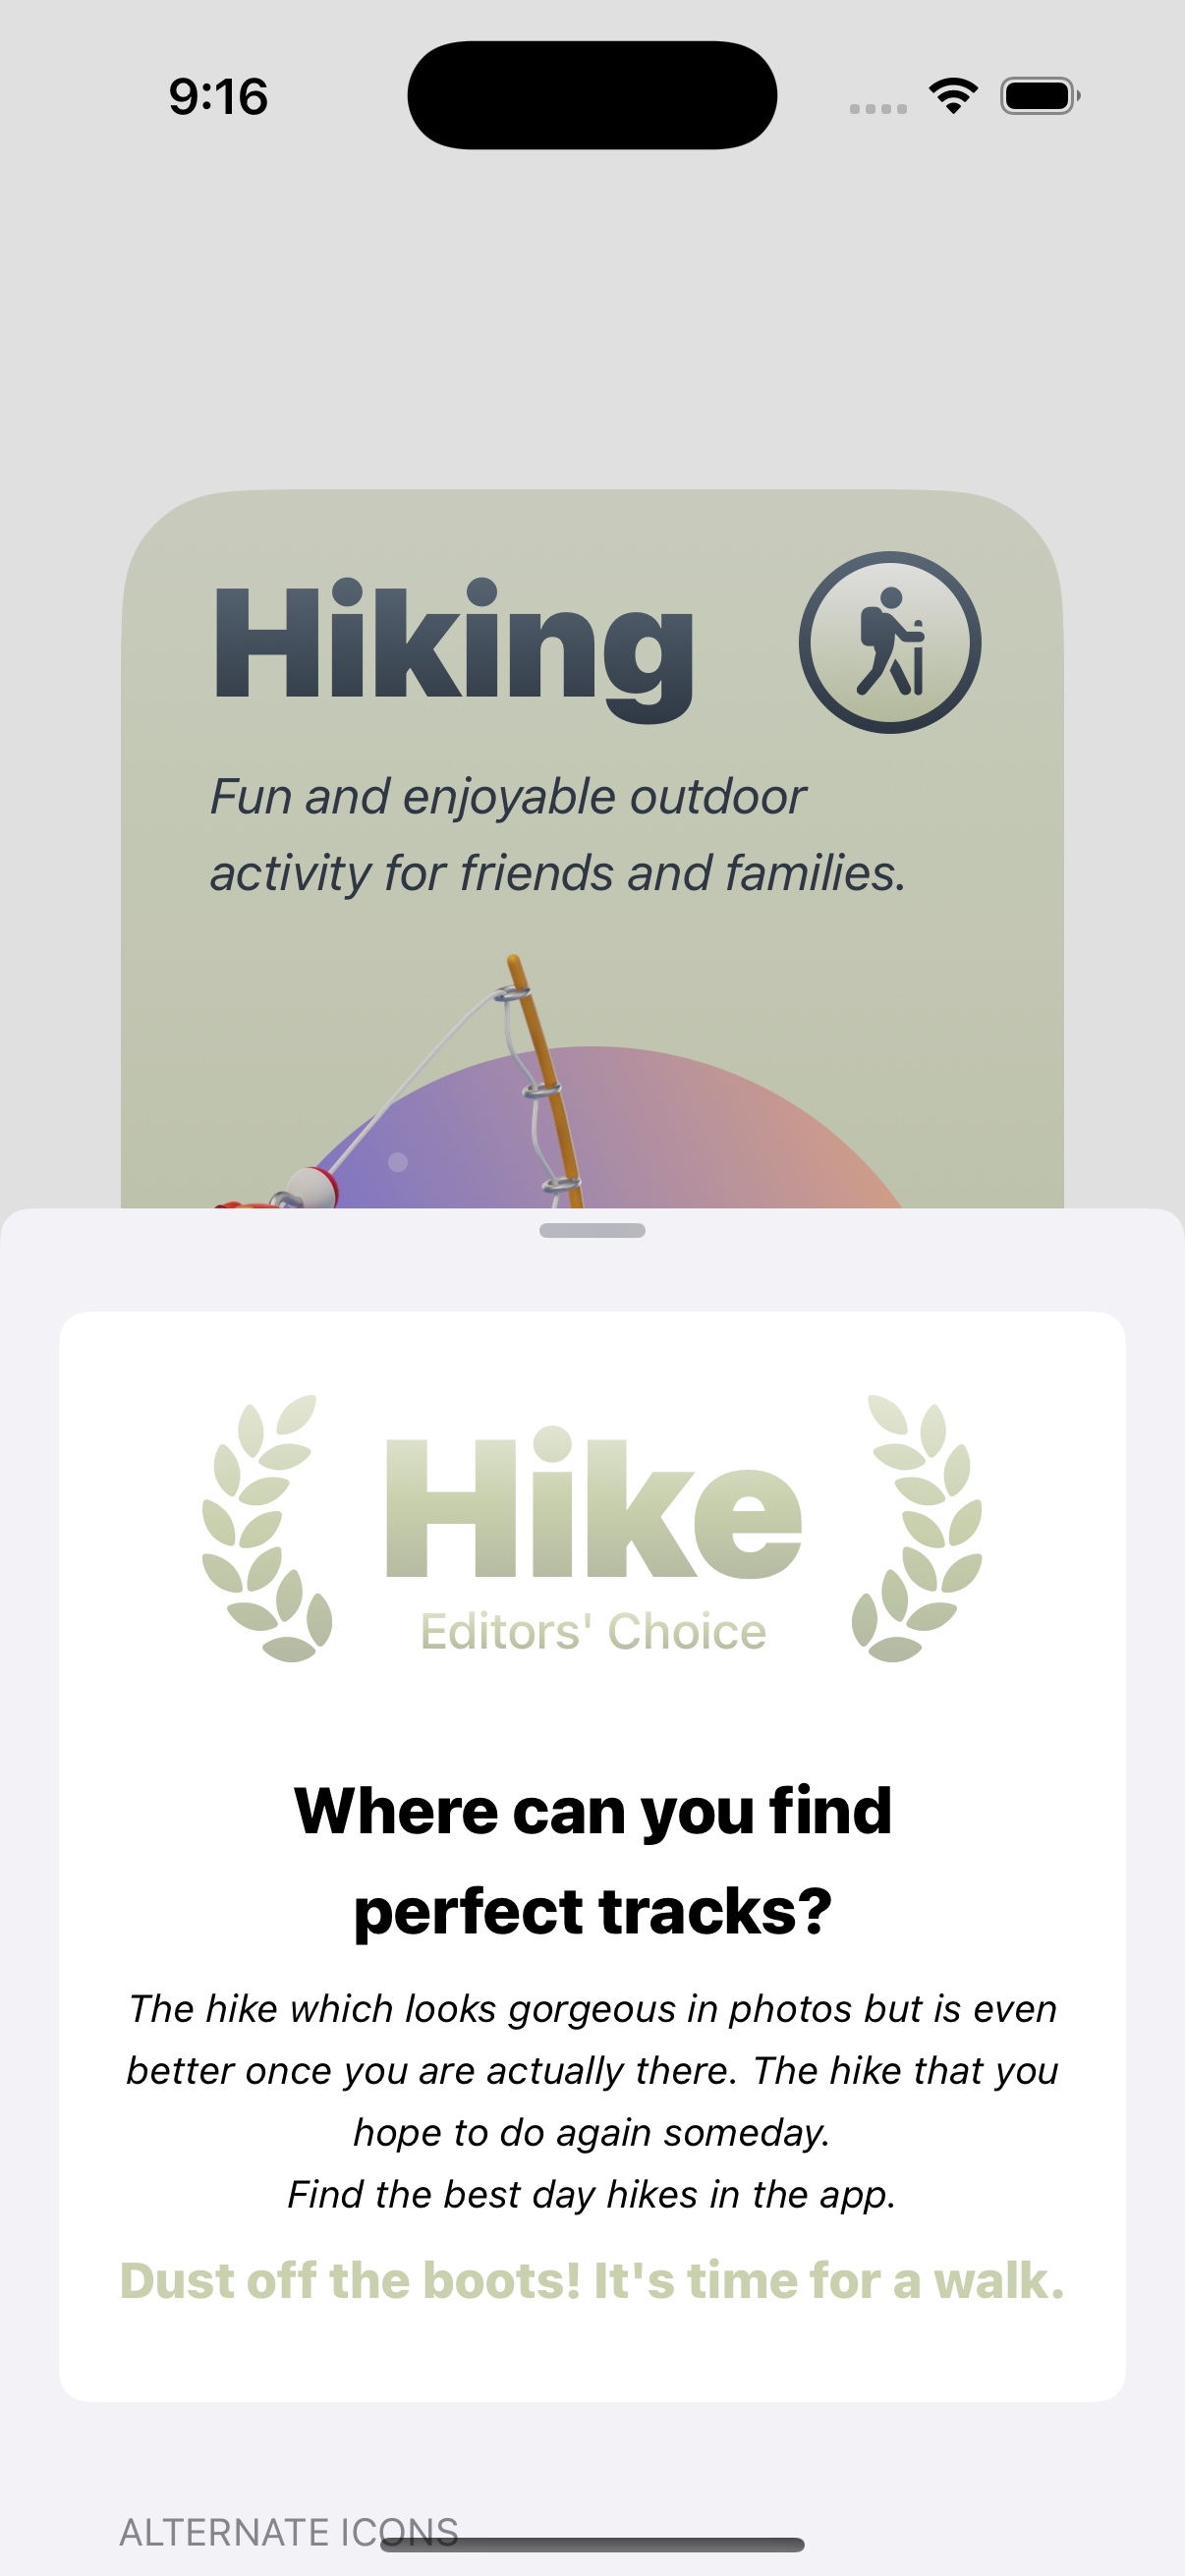 9:16
Hiking
Fun and enjoyable outdoor
activity for friends and families.
Hike
Editors' Choice
Where can you find
perfect tracks?
The hike which looks gorgeous in photos but is even
better once you are actually there. The hike that you
hope to do again someday.
Find the best day hikes in the app.
Dust off the boots! It's time for a walk.
ALTERNATE ICONS